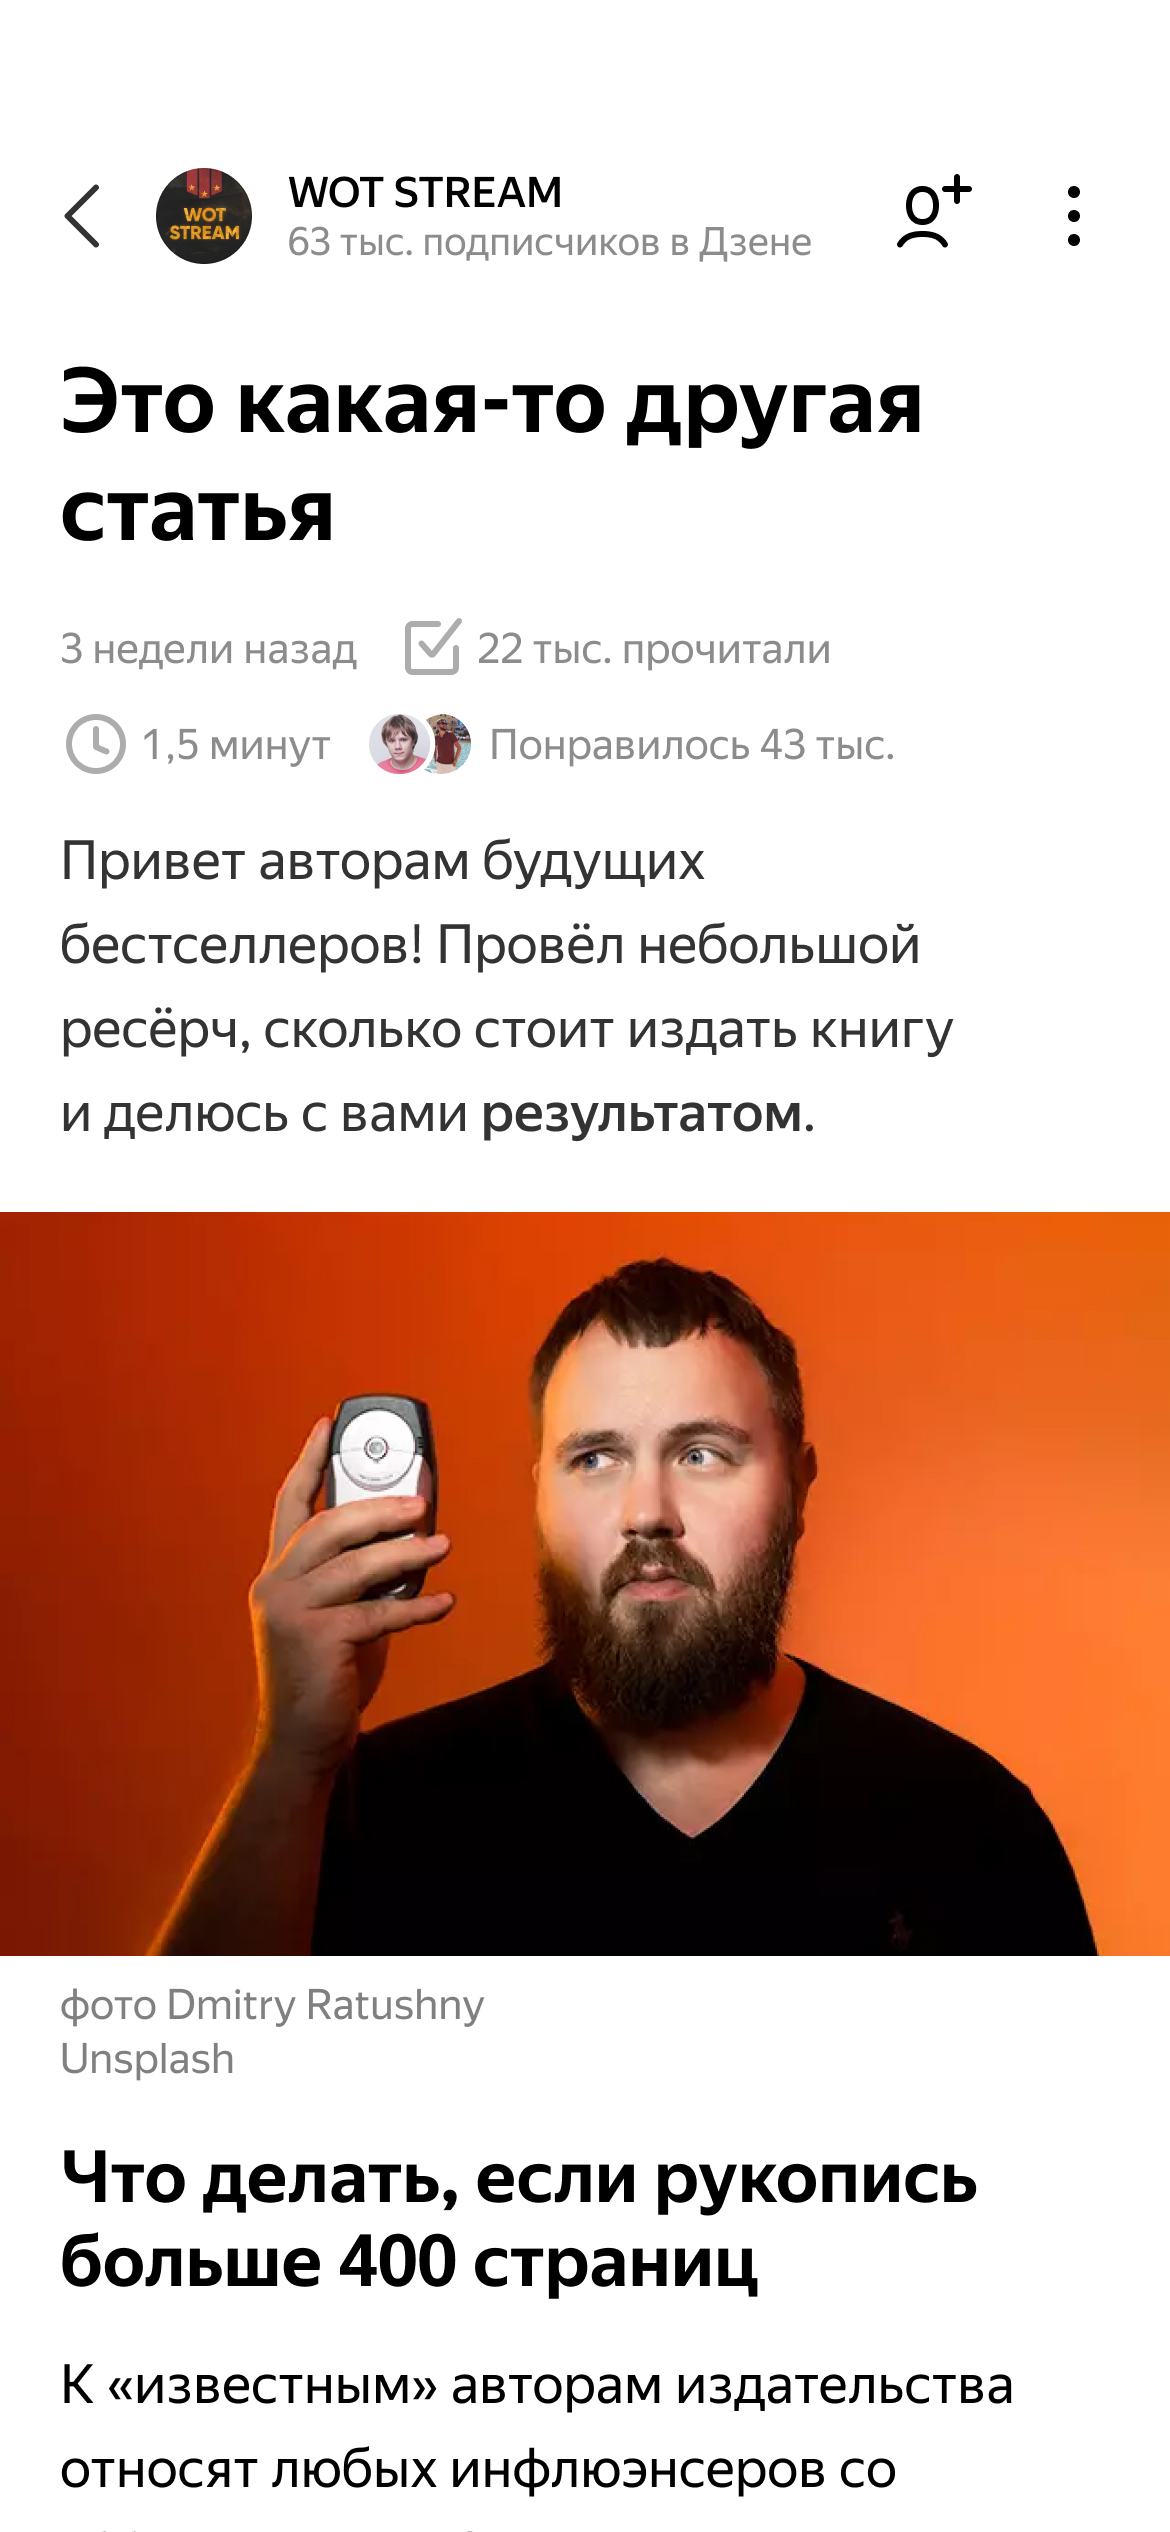 WOT STREAM
WOT
STREAM
63 тыс. подписчиков в Дзене
Это какая-то другая
статья
3 недели назад 22 тыс. прочитали
1,5 минут Понравилось 43 тыс.
Привет авторам будущих
бестселлеров! Провёл небольшой
ресёрч, сколько стоит издать книгу
и делюсь с вами результатом.
фото Dmitry Ratushny
Unsplash
Что делать, если рукопись
больше 400 страниц
К «известным» авторам издательства
относят любых инфлюэнсеров со